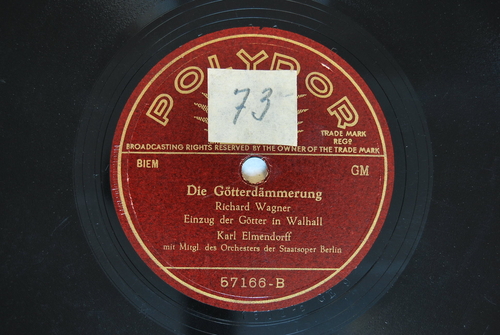 POLYDOR
73
TRADE MARK
REGD
BROADCASTING RIGHTS RESERVED BY THE OWNER OF THE TRADE MARK
BIEM
GM
Die Götterdämmerung
Richard Wagner
Einzug der Götter in Walhall
Karl Elmendorff
mit Mitgl. des Orchesters der Staatsoper Berlin
57166-B